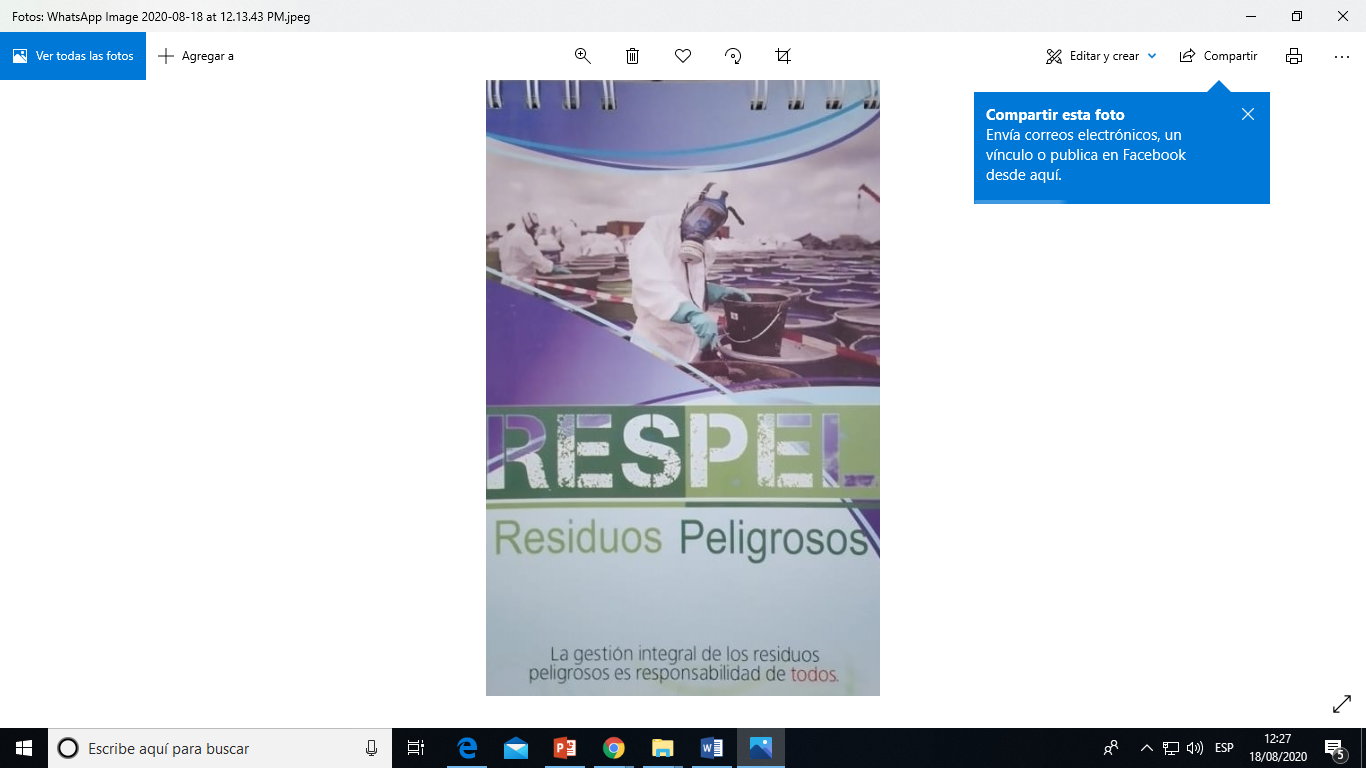 Fotos: WhatsApp Image 2020-08-18 at 12.13.43 PM.jpeg
Ver todas las fotos
Agregar a
Editar y crear
Compartir
Compartir esta foto
Envía correos electrónicos, un
vínculo o publica en Facebook
desde aquí.
RESPEL
Residuos Peligrosos
La gestión integral de los residuos
peligrosos es responsabilidad de todos.
Escribe aquí para buscar
ESP
12:27
18/08/2020
5